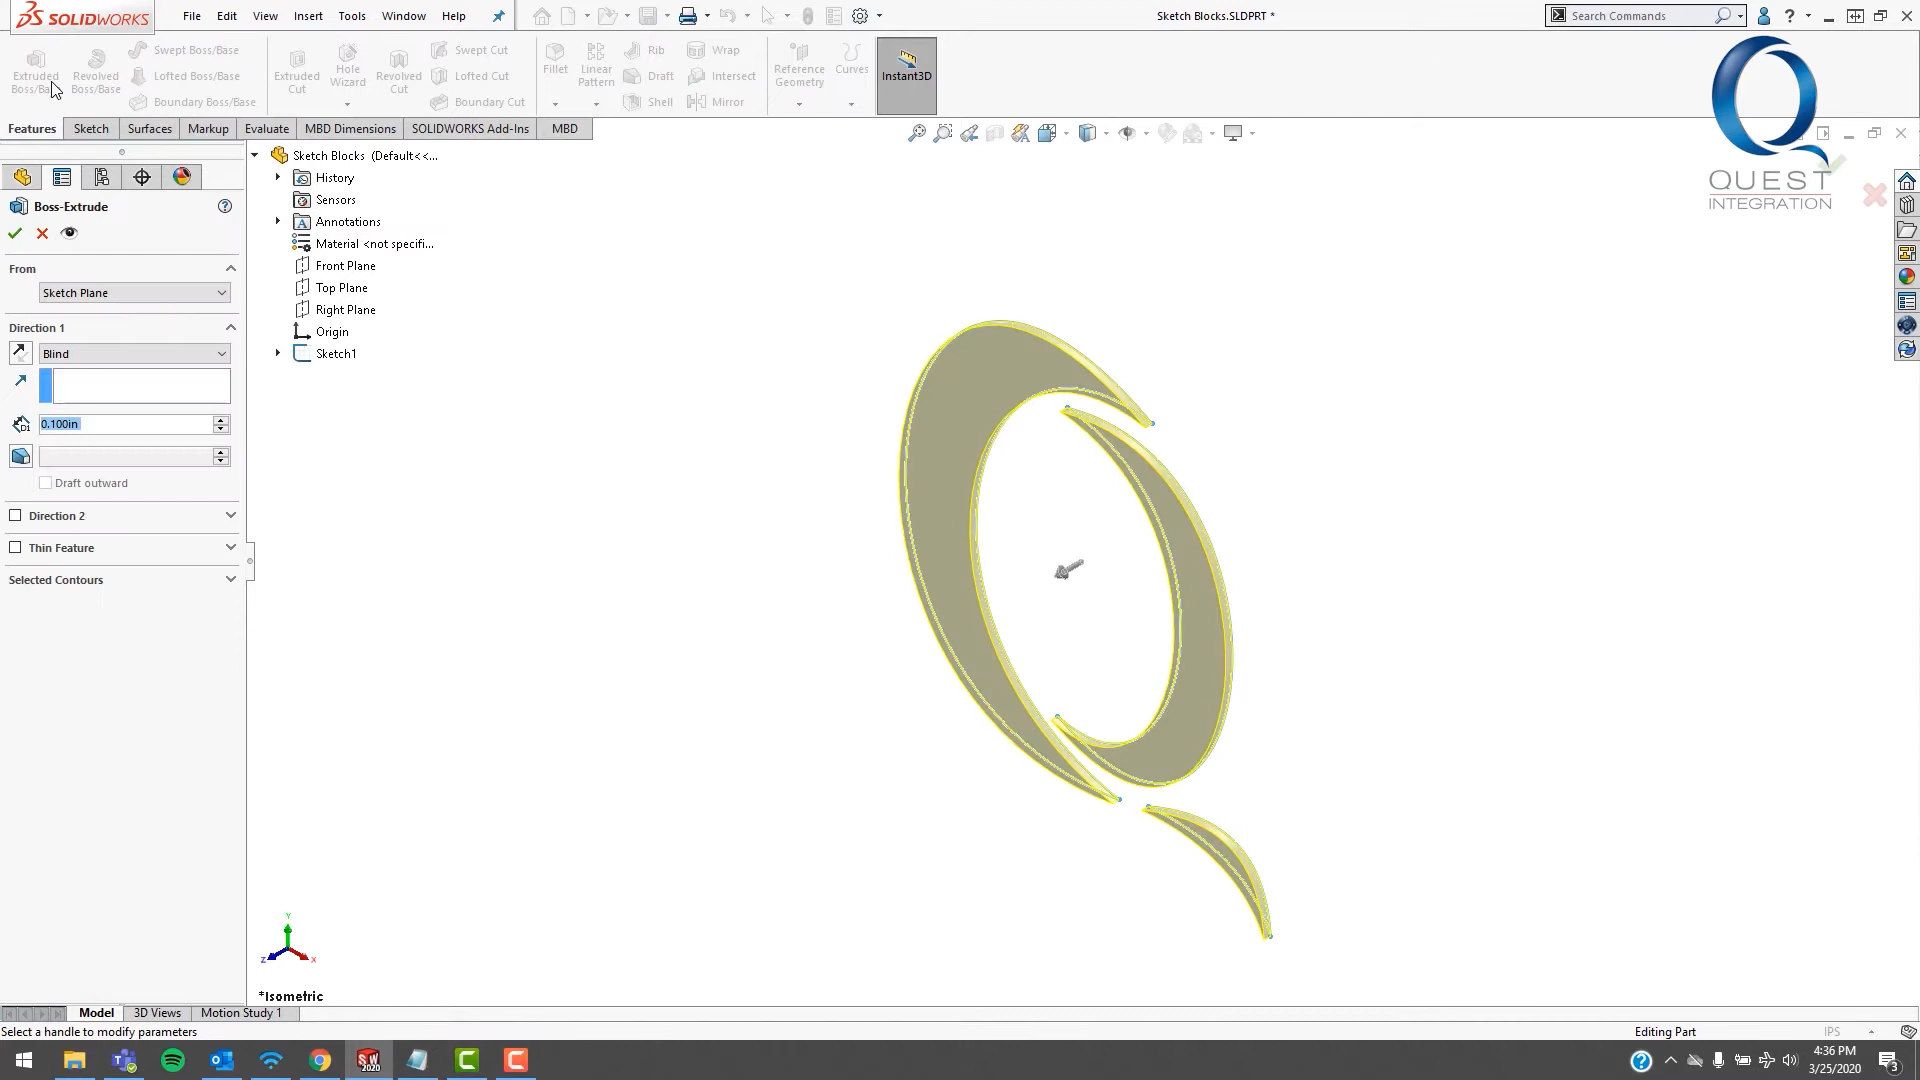 SOLIDWORKS File Edit View Insert Tools Window Help Sketch Blocks.SLDPRT * Search Commands
Extruded Boss/Base Revolved Boss/Base Swept Boss/Base Lofted Boss/Base Boundary Boss/Base
Extruded Cut Hole Wizard Revolved Cut Swept Cut Lofted Cut Boundary Cut
Fillet Linear Pattern Rib Draft Shell Wrap Intersect Mirror
Reference Geometry Curves Instant3D
Features Sketch Surfaces Markup Evaluate MBD Dimensions SOLIDWORKS Add-Ins MBD
QUEST
INTEGRATION
Boss-Extrude
From
Sketch Plane
Direction 1
Blind
0.100in
Draft outward
Direction 2
Thin Feature
Selected Contours
Sketch Blocks (Default<<...
History
Sensors
Annotations
Material <not specifi...
Front Plane
Top Plane
Right Plane
Origin
Sketch1
Y
Z X
*Isometric
Model 3D Views Motion Study 1
Select a handle to modify parameters Editing Part IPS
4:36 PM
3/25/2020
SW
2020
3